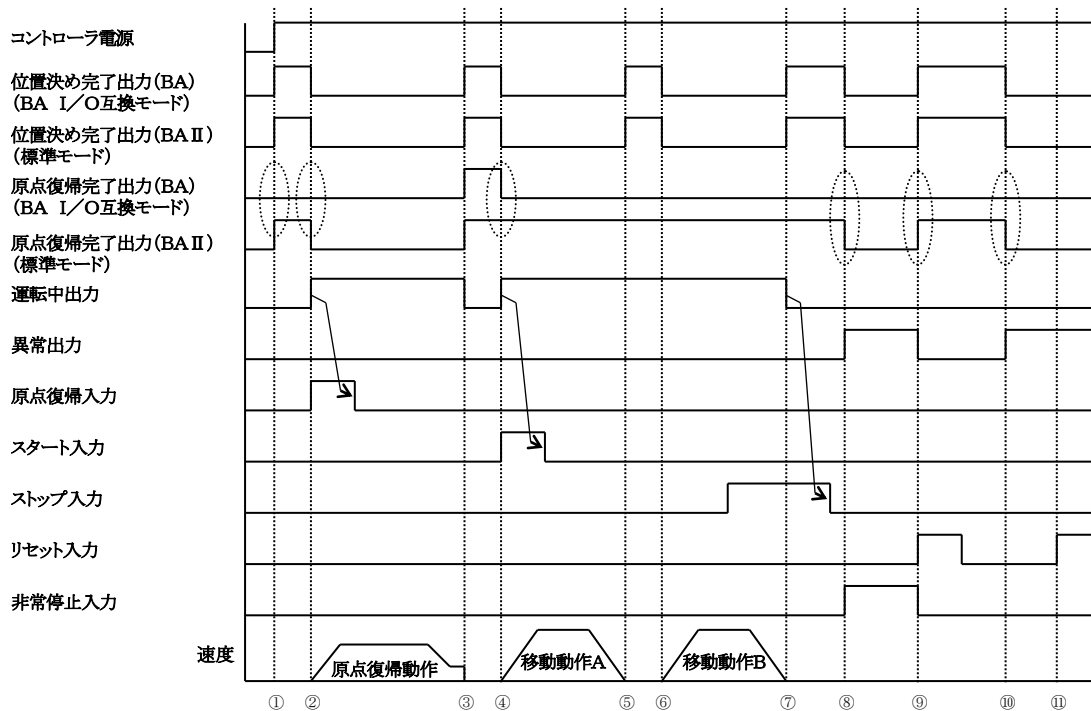 コントローラ電源
位置決め完了出力(BA)
(BA I/O互換モード)
位置決め完了出力(BAⅡ)
(標準モード)
原点復帰完了出力(BA)
(BA I/O互換モード)
原点復帰完了出力(BAⅡ)
(標準モード)
運転中出力
異常出力
原点復帰入力
スタート入力
ストップ入力
リセット入力
非常停止入力
速度
原点復帰動作
移動動作A
移動動作B
① ② ③ ④ ⑤ ⑥ ⑦ ⑧ ⑨ ⑩ ⑪